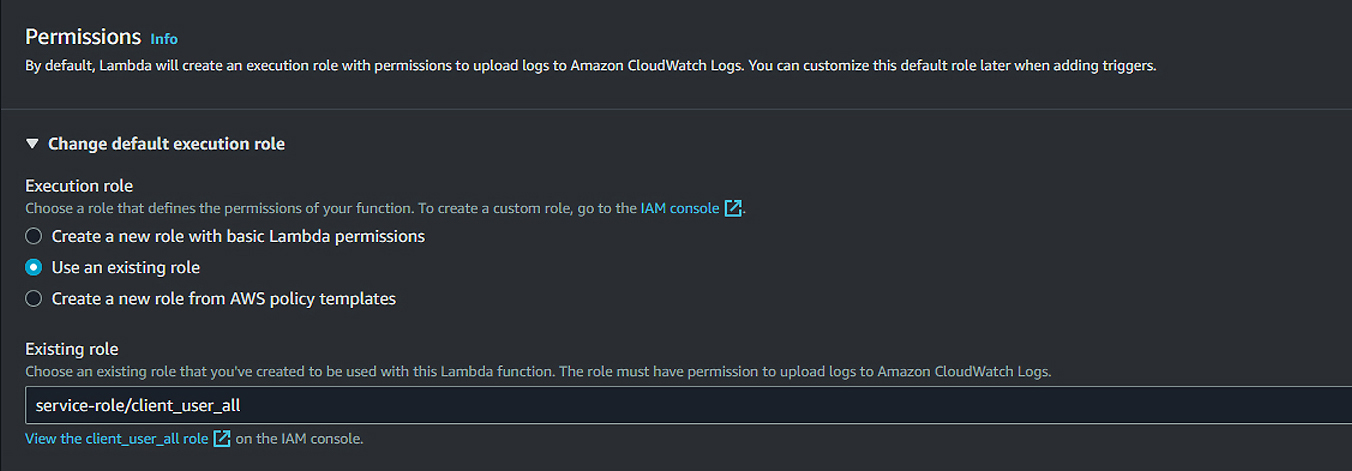 Permissions Info
By default, Lambda will create an execution role with permissions to upload logs to Amazon CloudWatch Logs. You can customize this default role later when adding triggers.
Change default execution role
Execution role
Choose a role that defines the permissions of your function. To create a custom role, go to the IAM console.
Create a new role with basic Lambda permissions
Use an existing role
Create a new role from AWS policy templates
Existing role
Choose an existing role that you've created to be used with this Lambda function. The role must have permission to upload logs to Amazon CloudWatch Logs.
service-role/client_user_all
View the client_user_all role on the IAM console.